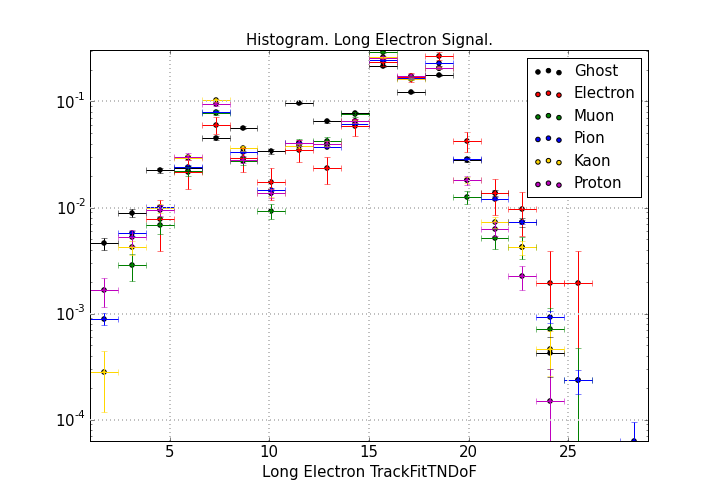 Histogram. Long Electron Signal.
Ghost
Electron
Muon
Pion
Kaon
Proton
10^-1
10^-2
10^-3
10^-4
5 10 15 20 25
Long Electron TrackFitTNDoF